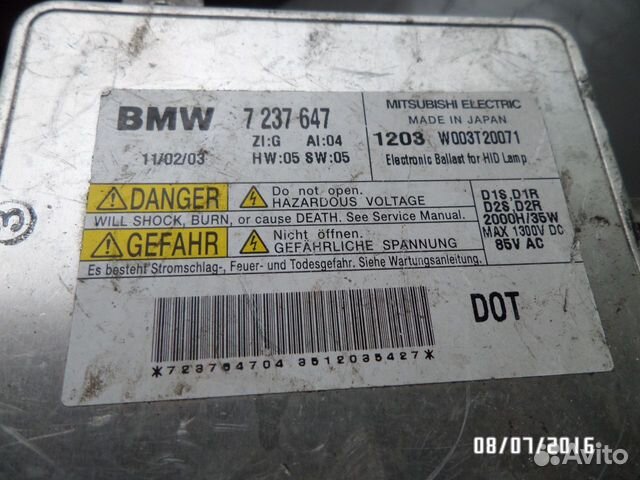 BMW 7 237 647
ZI:G AI:04
11/02/03 HW:05 SW:05
MITSUBISHI ELECTRIC
MADE IN JAPAN
1203 W003T20071
Electronic Ballast for HID Lamp
DANGER Do not open.
HAZARDOUS VOLTAGE
WILL SHOCK, BURN, or cause DEATH. See Service Manual.
GEFAHR Nicht öffnen.
GEFÄHRLICHE SPANNUNG
Es besteht Stromschlag-, Feuer- und Todesgefahr. Siehe Wartungsanleitung.
D1S,D1R
D2S,D2R
2000H/35W
MAX 1300V DC
85V AC
DOT
*723764704 3512035427*
3
08/07/2016
Avito